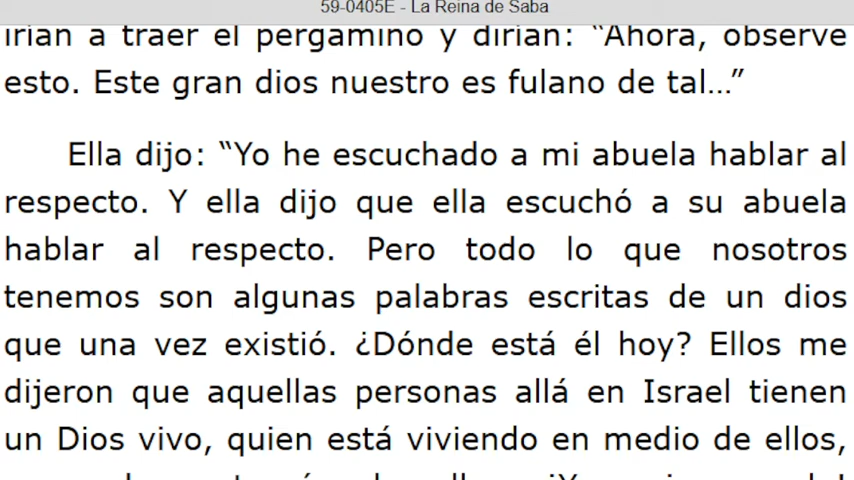 59-0405E - La Reina de Saba
irían a traer el pergamino y dirían: “Ahora, observe
esto. Este gran dios nuestro es fulano de tal…”
Ella dijo: “Yo he escuchado a mi abuela hablar al
respecto. Y ella dijo que ella escuchó a su abuela
hablar al respecto. Pero todo lo que nosotros
tenemos son algunas palabras escritas de un dios
que una vez existió. ¿Dónde está él hoy? Ellos me
dijeron que aquellas personas allá en Israel tienen
un Dios vivo, quien está viviendo en medio de ellos,